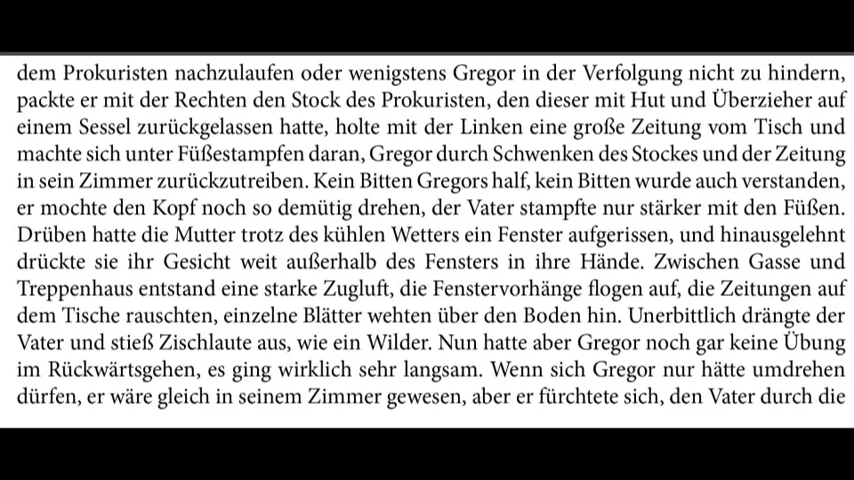 dem Prokuristen nachzulaufen oder wenigstens Gregor in der Verfolgung nicht zu hindern,
packte er mit der Rechten den Stock des Prokuristen, den dieser mit Hut und Überzieher auf
einem Sessel zurückgelassen hatte, holte mit der Linken eine große Zeitung vom Tisch und
machte sich unter Füßestampfen daran, Gregor durch Schwenken des Stockes und der Zeitung
in sein Zimmer zurückzutreiben. Kein Bitten Gregors half, kein Bitten wurde auch verstanden,
er mochte den Kopf noch so demütig drehen, der Vater stampfte nur stärker mit den Füßen.
Drüben hatte die Mutter trotz des kühlen Wetters ein Fenster aufgerissen, und hinausgelehnt
drückte sie ihr Gesicht weit außerhalb des Fensters in ihre Hände. Zwischen Gasse und
Treppenhaus entstand eine starke Zugluft, die Fenstervorhänge flogen auf, die Zeitungen auf
dem Tische rauschten, einzelne Blätter wehten über den Boden hin. Unerbittlich drängte der
Vater und stieß Zischlaute aus, wie ein Wilder. Nun hatte aber Gregor noch gar keine Übung
im Rückwärtsgehen, es ging wirklich sehr langsam. Wenn sich Gregor nur hätte umdrehen
dürfen, er wäre gleich in seinem Zimmer gewesen, aber er fürchtete sich, den Vater durch die